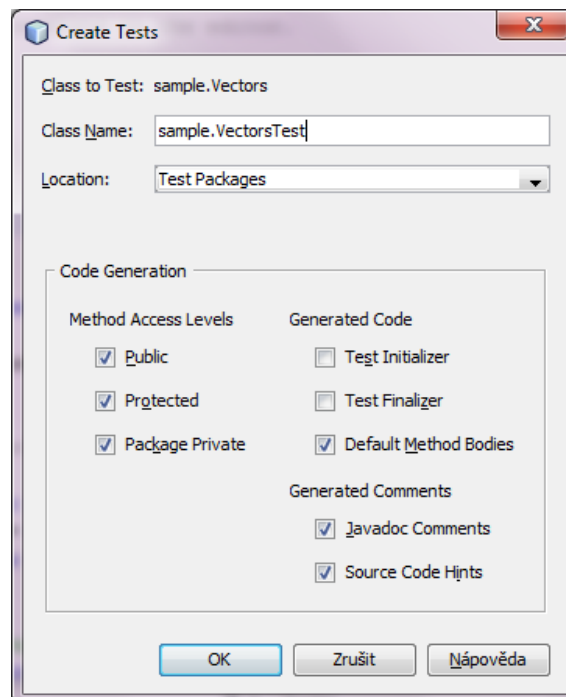 Create Tests
Class to Test: sample.Vectors
Class Name: sample.VectorsTest
Location: Test Packages
Code Generation
Method Access Levels Generated Code
Public Test Initializer
Protected Test Finalizer
Package Private Default Method Bodies
Generated Comments
Javadoc Comments
Source Code Hints
OK Zrušit Nápověda